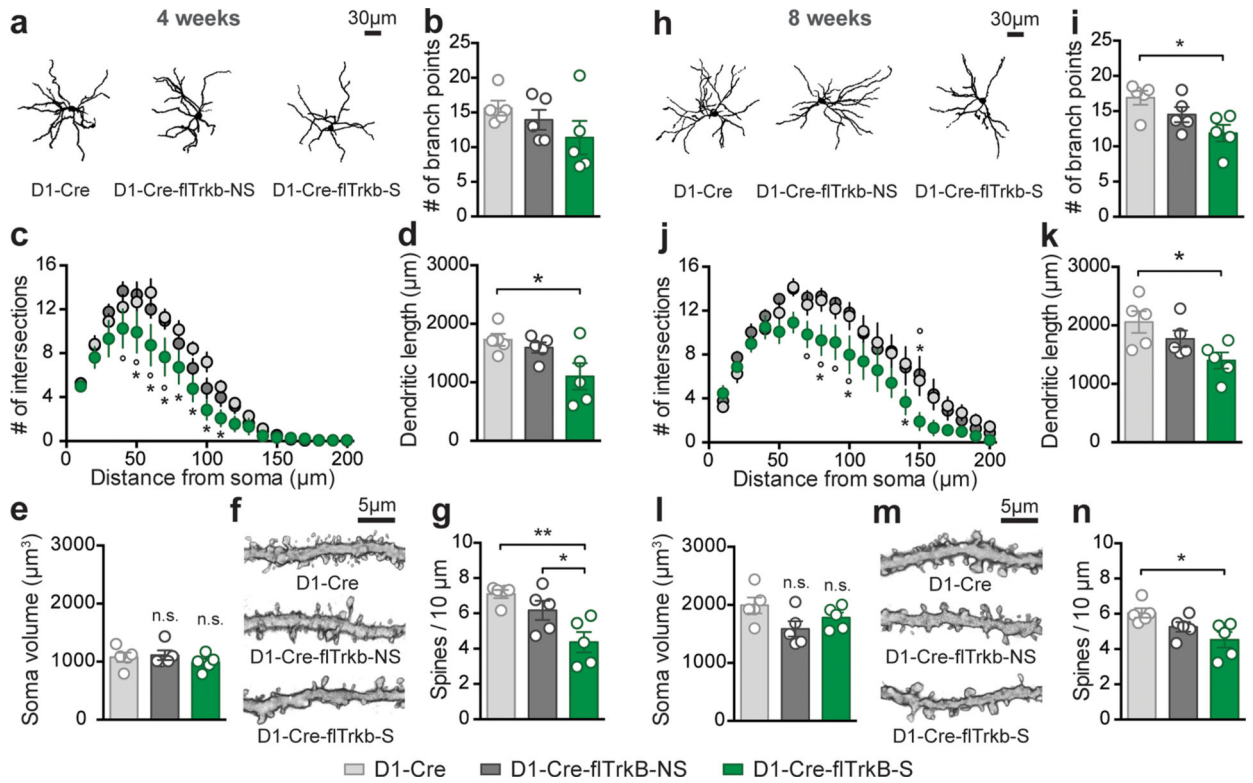 a
4 weeks
30µm
D1-Cre
D1-Cre-flTrkb-NS
D1-Cre-flTrkb-S
b
# of branch points
25
20
15
10
5
0
c
# of intersections
16
12
8
4
0
0
50
100
150
200
Distance from soma (µm)
° ° ° °
* * * * * * *
d
Dendritic length (µm)
3000
2000
1000
0
*
e
Soma volume (µm³)
3000
2000
1000
0
n.s.
n.s.
f
5µm
D1-Cre
D1-Cre-flTrkb-NS
D1-Cre-flTrkb-S
g
Spines / 10 µm
10
8
6
4
2
0
**
*
h
8 weeks
30µm
D1-Cre
D1-Cre-flTrkb-NS
D1-Cre-flTrkb-S
i
# of branch points
25
20
15
10
5
0
*
j
# of intersections
16
12
8
4
0
0
50
100
150
200
Distance from soma (µm)
° ° ° ° °
* * * *
k
Dendritic length (µm)
3000
2000
1000
0
*
l
Soma volume (µm³)
3000
2000
1000
0
n.s.
n.s.
m
5µm
D1-Cre
D1-Cre-flTrkb-NS
D1-Cre-flTrkb-S
n
Spines / 10 µm
10
8
6
4
2
0
*
D1-Cre
D1-Cre-flTrkB-NS
D1-Cre-flTrkB-S